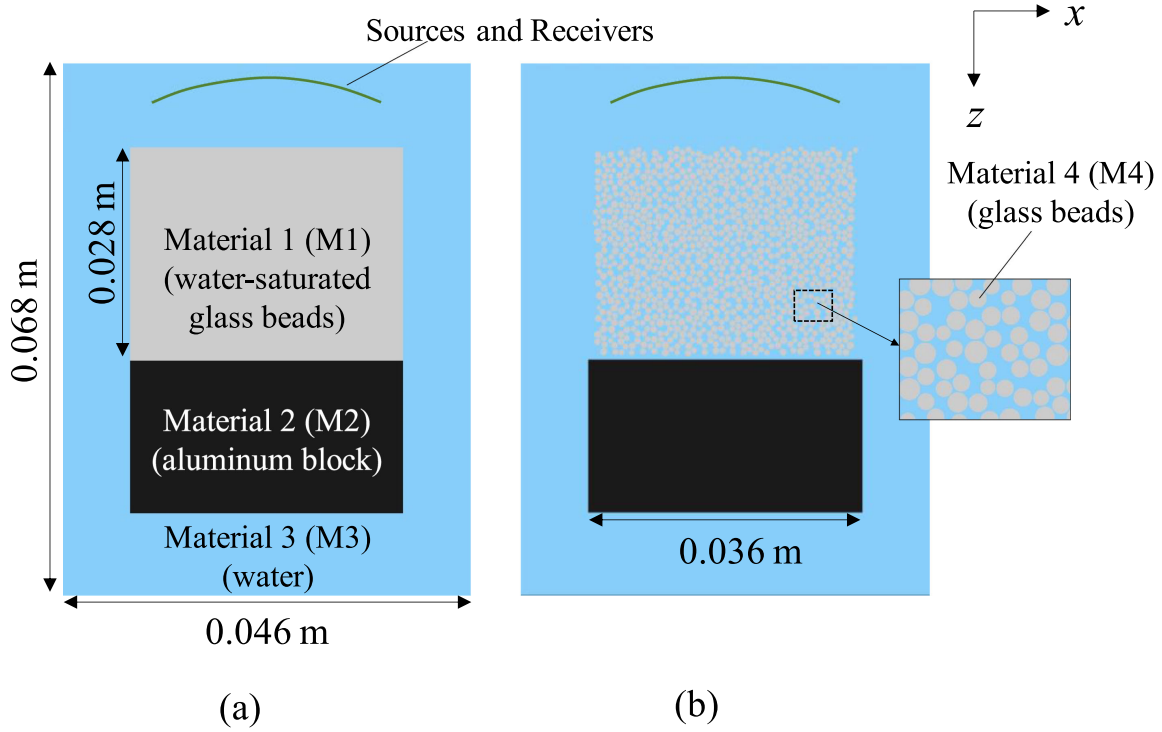 Sources and Receivers
x
z
0.028 m
0.068 m
Material 1 (M1)
(water-saturated
glass beads)
Material 2 (M2)
(aluminum block)
Material 3 (M3)
(water)
0.046 m
(a)
Material 4 (M4)
(glass beads)
0.036 m
(b)